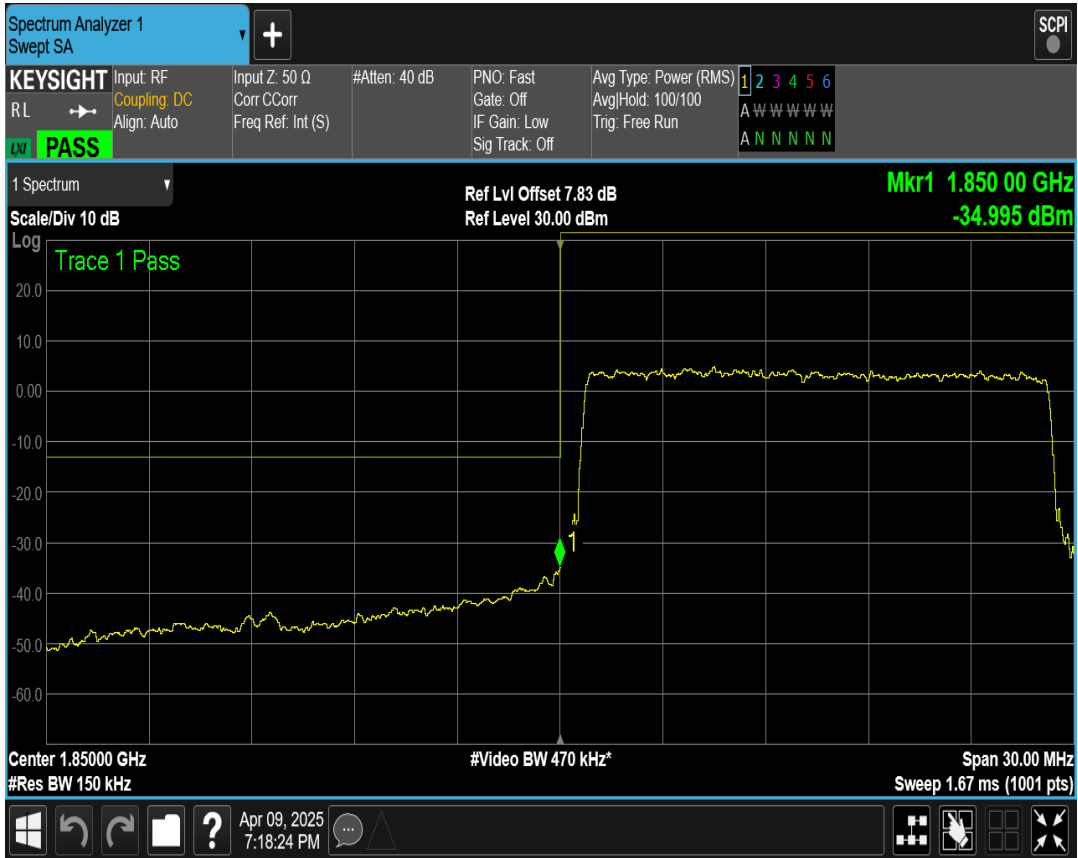 Spectrum Analyzer 1
Swept SA
+
SCPI
KEYSIGHT
R L
LXI PASS
Input: RF
Coupling: DC
Align: Auto
Input Z: 50 Ω
Corr CCorr
Freq Ref: Int (S)
#Atten: 40 dB
PNO: Fast
Gate: Off
IF Gain: Low
Sig Track: Off
Avg Type: Power (RMS)
Avg|Hold: 100/100
Trig: Free Run
1 2 3 4 5 6
A W W W W W
A N N N N N
1 Spectrum
Scale/Div 10 dB
Log
Ref Lvl Offset 7.83 dB
Ref Level 30.00 dBm
Mkr1 1.850 00 GHz
-34.995 dBm
Trace 1 Pass
20.0
10.0
0.00
-10.0
-20.0
-30.0
-40.0
-50.0
-60.0
1
Center 1.85000 GHz
#Res BW 150 kHz
#Video BW 470 kHz*
Span 30.00 MHz
Sweep 1.67 ms (1001 pts)
?
Apr 09, 2025
7:18:24 PM